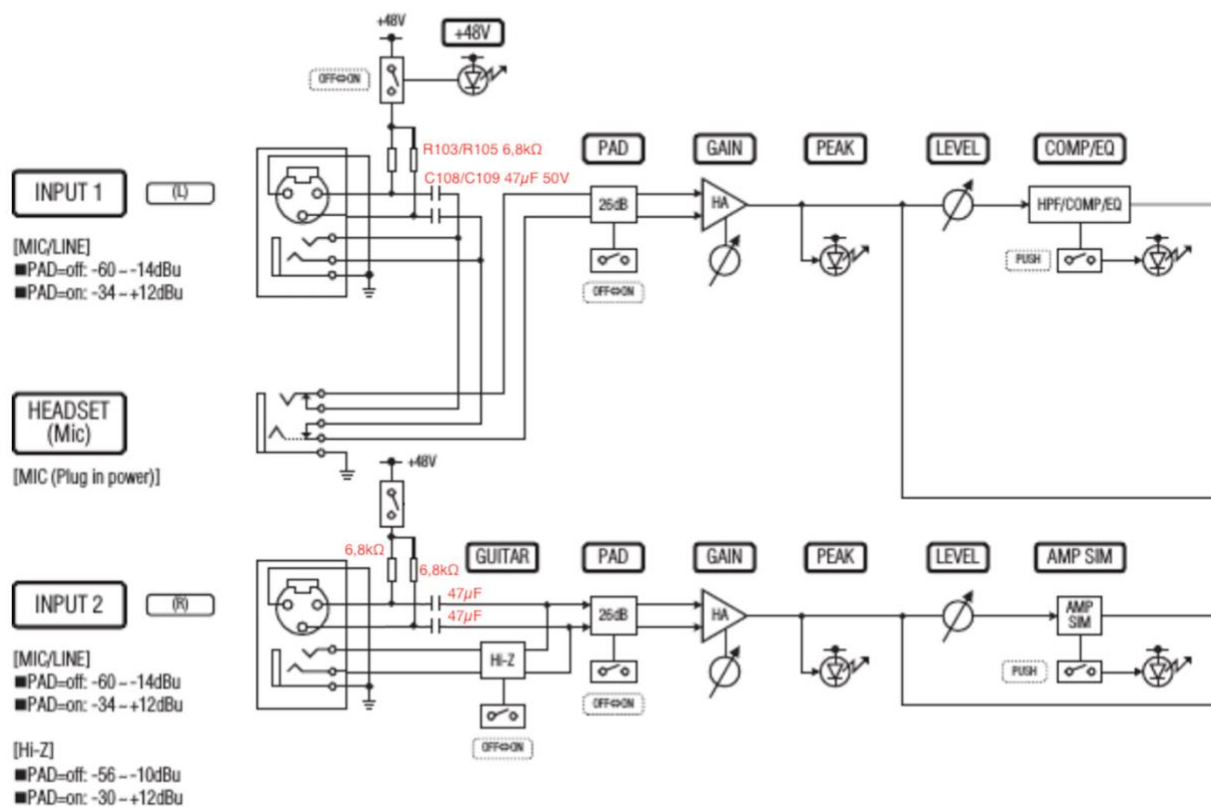 +48V
+48V
OFF⇔ON
R103/R105 6,8kΩ
C108/C109 47µF 50V
INPUT 1
(L)
PAD
GAIN
PEAK
LEVEL
COMP/EQ
26dB
HA
HPF/COMP/EQ
[MIC/LINE]
■PAD=off: -60 ~ -14dBu
■PAD=on: -34 ~ +12dBu
OFF⇔ON
PUSH
HEADSET
(Mic)
[MIC (Plug in power)]
+48V
6,8kΩ
6,8kΩ
GUITAR
PAD
GAIN
PEAK
LEVEL
AMP SIM
INPUT 2
(R)
47µF
47µF
26dB
HA
AMP
SIM
Hi-Z
[MIC/LINE]
■PAD=off: -60 ~ -14dBu
■PAD=on: -34 ~ +12dBu
OFF⇔ON
PUSH
OFF⇔ON
[Hi-Z]
■PAD=off: -56 ~ -10dBu
■PAD=on: -30 ~ +12dBu